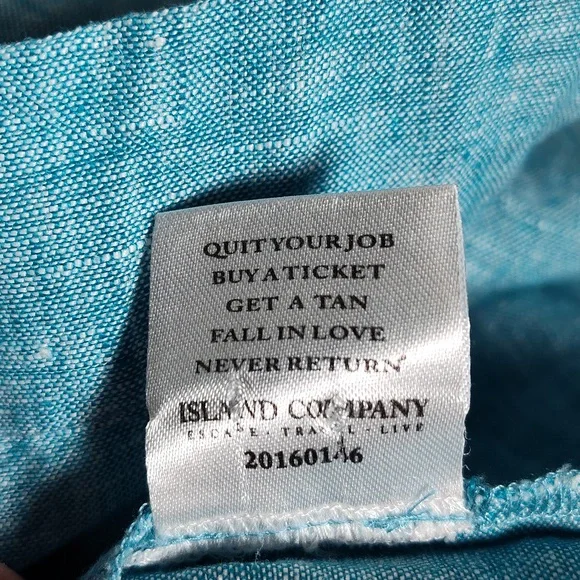 QUIT YOUR JOB
BUY A TICKET
GET A TAN
FALL IN LOVE
NEVER RETURN
ISLAND COMPANY
ESCAPE · TRAVEL · LIVE
20160146